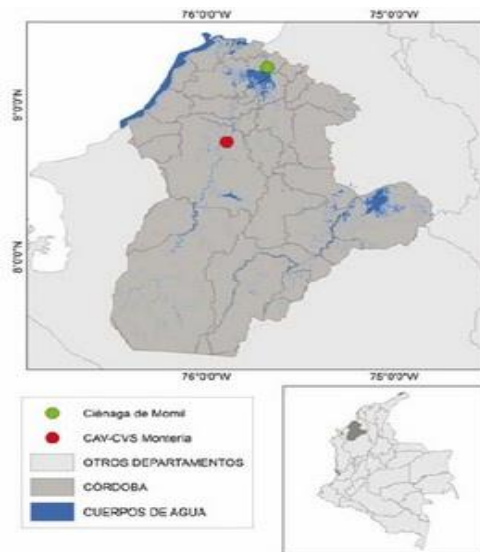 76°0'0"W 75°0'0"W
9°0'0"N
8°0'0"N
76°0'0"W 75°0'0"W
Ciénaga de Momil
CAV-CVS Montería
OTROS DEPARTAMENTOS
CÓRDOBA
CUERPOS DE AGUA